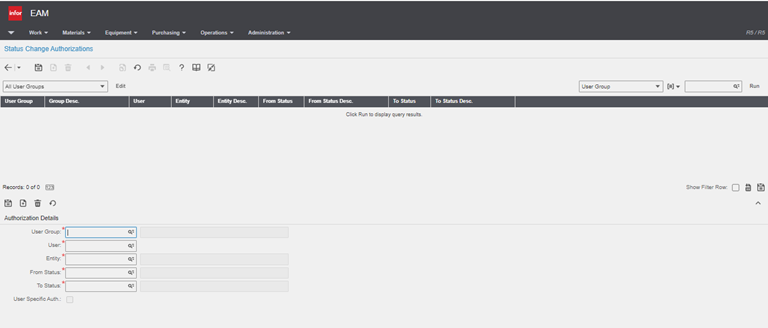 infor EAM
Work Materials Equipment Purchasing Operations Administration R5 / R5
Status Change Authorizations
All User Groups Edit User Group Run
User Group Group Desc. User Entity Entity Desc. From Status From Status Desc. To Status To Status Desc.
Click Run to display query results.
Records: 0 of 0 Show Filter Row:
Authorization Details
User Group:*
User:*
Entity:*
From Status:*
To Status:*
User Specific Auth.: